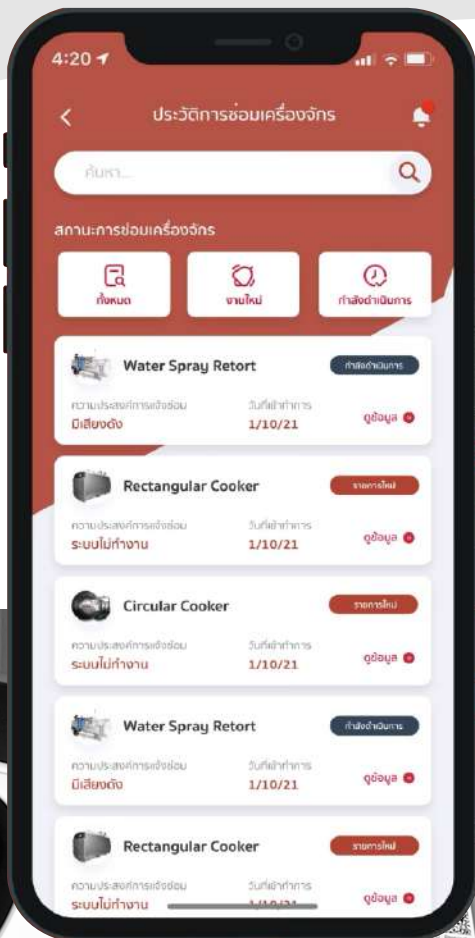 4:20
ประวัติการซ่อมเครื่องจักร
ค้นหา...
สถานะการซ่อมเครื่องจักร
ทั้งหมด
งานใหม่
กำลังดำเนินการ
Water Spray Retort
กำลังดำเนินการ
ความประสงค์การแจ้งซ่อม วันที่เข้าทำการ
มีเสียงดัง 1/10/21 ดูข้อมูล
Rectangular Cooker
รายการใหม่
ความประสงค์การแจ้งซ่อม วันที่เข้าทำการ
ระบบไม่ทำงาน 1/10/21 ดูข้อมูล
Circular Cooker
รายการใหม่
ความประสงค์การแจ้งซ่อม วันที่เข้าทำการ
ระบบไม่ทำงาน 1/10/21 ดูข้อมูล
Water Spray Retort
กำลังดำเนินการ
ความประสงค์การแจ้งซ่อม วันที่เข้าทำการ
มีเสียงดัง 1/10/21 ดูข้อมูล
Rectangular Cooker
รายการใหม่
ความประสงค์การแจ้งซ่อม วันที่เข้าทำการ
ระบบไม่ทำงาน 1/10/21 ดูข้อมูล